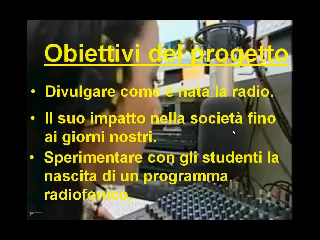 Obiettivi del progetto
• Divulgare come è nata la radio.
• Il suo impatto nella società fino
ai giorni nostri.
• Sperimentare con gli studenti la
nascita di un programma
radiofonico.